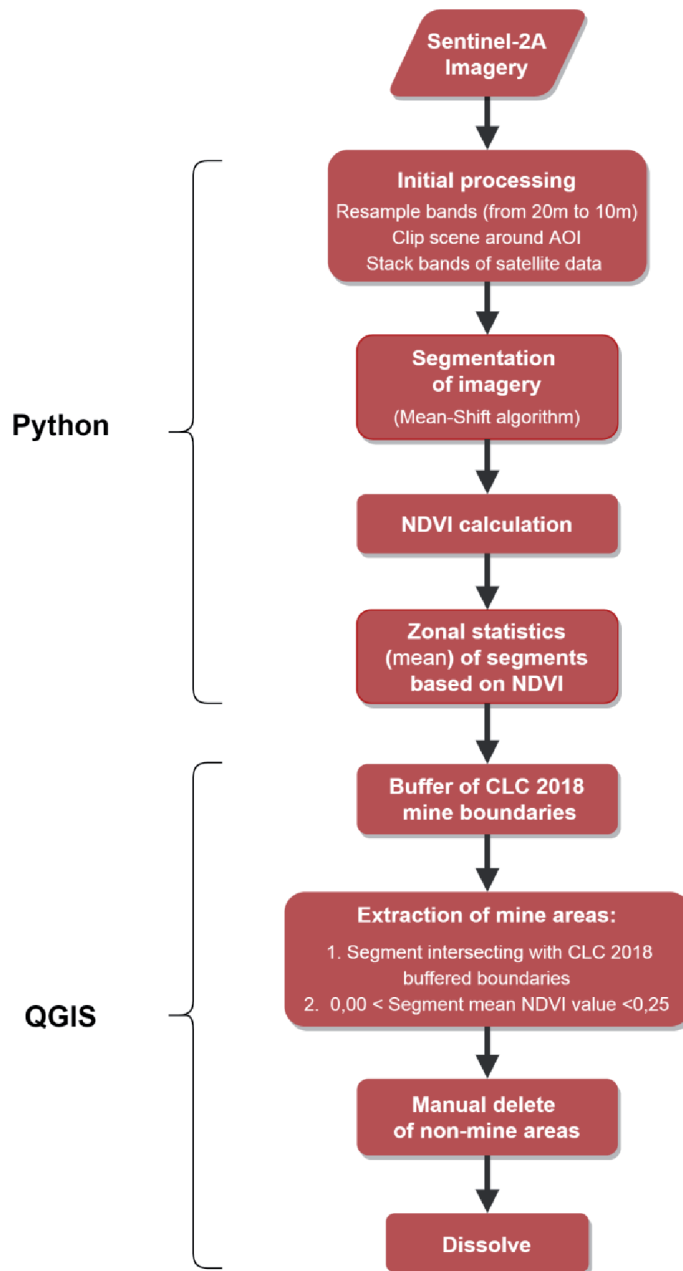 Sentinel-2A
Imagery
Initial processing
Resample bands (from 20m to 10m)
Clip scene around AOI
Stack bands of satellite data
Segmentation
of imagery
(Mean-Shift algorithm)
Python
NDVI calculation
Zonal statistics
(mean) of segments
based on NDVI
Buffer of CLC 2018
mine boundaries
Extraction of mine areas:
1. Segment intersecting with CLC 2018
buffered boundaries
2. 0,00 < Segment mean NDVI value <0,25
QGIS
Manual delete
of non-mine areas
Dissolve